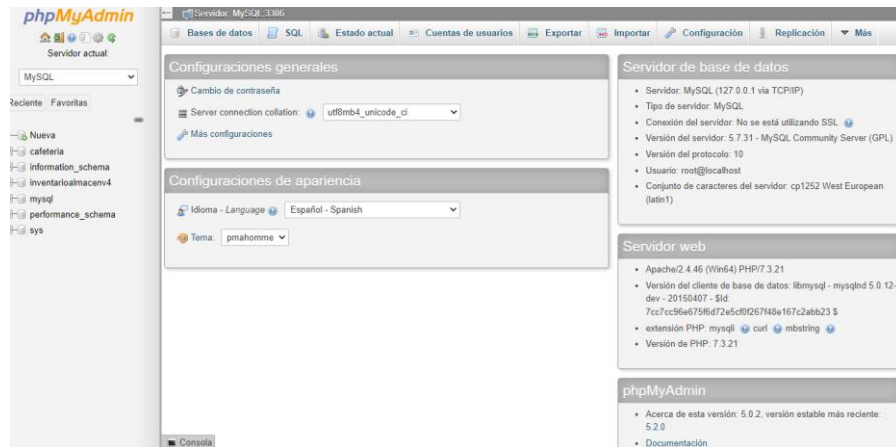 phpMyAdmin
Servidor actual:
MySQL
Reciente Favoritas
Nueva
cafeteria
information_schema
inventarioalmacenv4
mysql
performance_schema
sys
Servidor: MySQL:3306
Bases de datos SQL Estado actual Cuentas de usuarios Exportar Importar Configuración Replicación Más
Configuraciones generales
Cambio de contraseña
Server connection collation: utf8mb4_unicode_ci
Más configuraciones
Configuraciones de apariencia
Idioma - Language Español - Spanish
Tema: pmahomme
Consola
Servidor de base de datos
• Servidor: MySQL (127.0.0.1 via TCP/IP)
• Tipo de servidor: MySQL
• Conexión del servidor: No se está utilizando SSL
• Versión del servidor: 5.7.31 - MySQL Community Server (GPL)
• Versión del protocolo: 10
• Usuario: root@localhost
• Conjunto de caracteres del servidor: cp1252 West European
(latin1)
Servidor web
• Apache/2.4.46 (Win64) PHP/7.3.21
• Versión del cliente de base de datos: libmysql - mysqlnd 5.0.12-
dev - 20150407 - $Id:
7cc7cc96e675f6d72e5cf0f267f48e167c2abb23 $
• extensión PHP: mysqli curl mbstring
• Versión de PHP: 7.3.21
phpMyAdmin
• Acerca de esta versión: 5.0.2, versión estable más reciente:
5.2.0
• Documentación